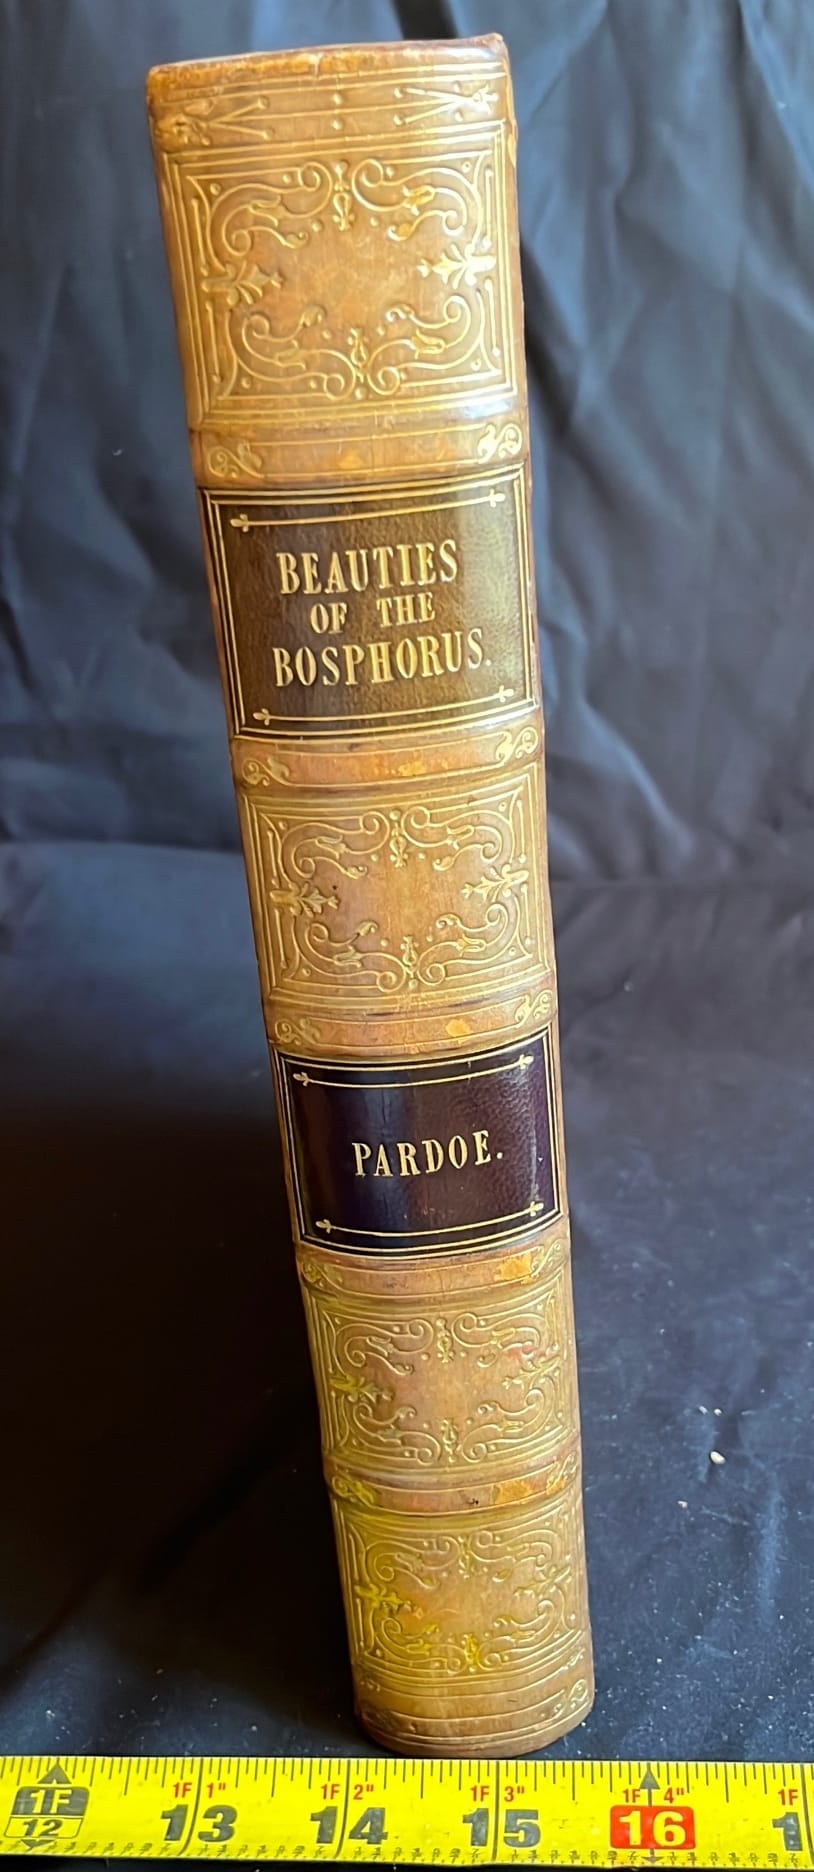 BEAUTIES
OF THE
BOSPHORUS.
PARDOE.
1F 1" 1F 2" 1F 3" 1F 4" 1F
1F
12 13 14 15 16 1